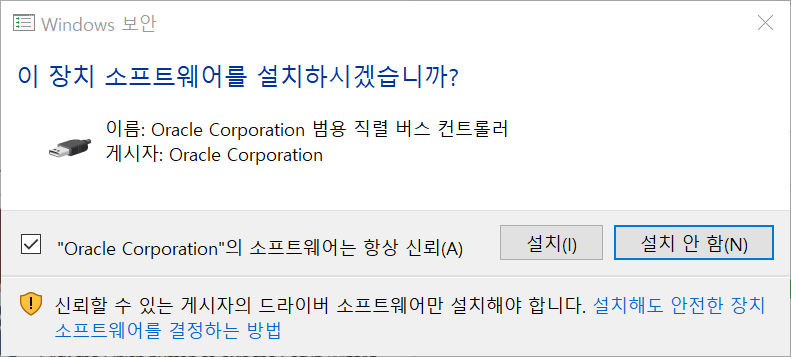 Windows 보안
이 장치 소프트웨어를 설치하시겠습니까?
이름: Oracle Corporation 범용 직렬 버스 컨트롤러
게시자: Oracle Corporation
"Oracle Corporation"의 소프트웨어는 항상 신뢰(A)
설치(I)
설치 안 함(N)
신뢰할 수 있는 게시자의 드라이버 소프트웨어만 설치해야 합니다. 설치해도 안전한 장치
소프트웨어를 결정하는 방법